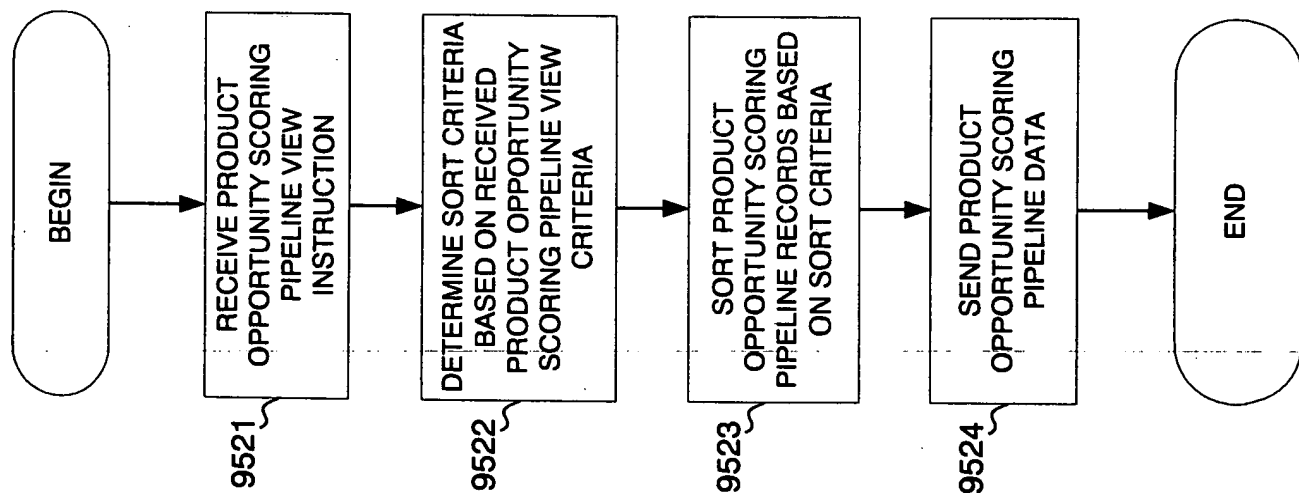 BEGIN
9521
RECEIVE PRODUCT
OPPORTUNITY SCORING
PIPELINE VIEW
INSTRUCTION
9522
DETERMINE SORT CRITERIA
BASED ON RECEIVED
PRODUCT OPPORTUNITY
SCORING PIPELINE VIEW
CRITERIA
9523
SORT PRODUCT
OPPORTUNITY SCORING
PIPELINE RECORDS BASED
ON SORT CRITERIA
9524
SEND PRODUCT
OPPORTUNITY SCORING
PIPELINE DATA
END